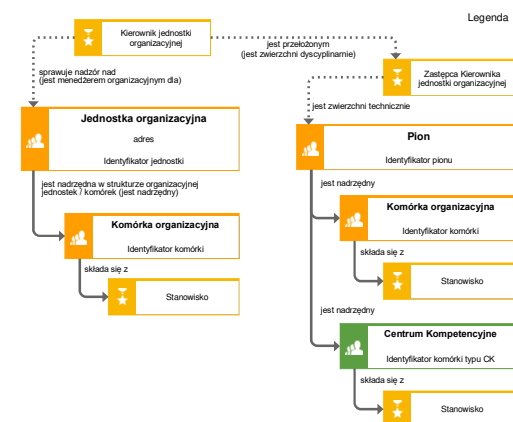 Legenda
Kierownik jednostki
organizacyjnej
jest przełożonym
(jest zwierzchni dyscyplinarnie)
sprawuje nadzór nad
(jest menedżerem organizacyjnym dla)
Zastępca Kierownika
jednostki organizacyjnej
jest zwierzchni technicznie
Jednostka organizacyjna
adres
Identyfikator jednostki
Pion
Identyfikator pionu
jest nadrzędna w strukturze organizacyjnej
jednostek / komórek (jest nadrzędny)
jest nadrzędny
Komórka organizacyjna
Identyfikator komórki
Komórka organizacyjna
Identyfikator komórki
składa się z
Stanowisko
składa się z
Stanowisko
jest nadrzędny
Centrum Kompetencyjne
Identyfikator komórki typu CK
składa się z
Stanowisko